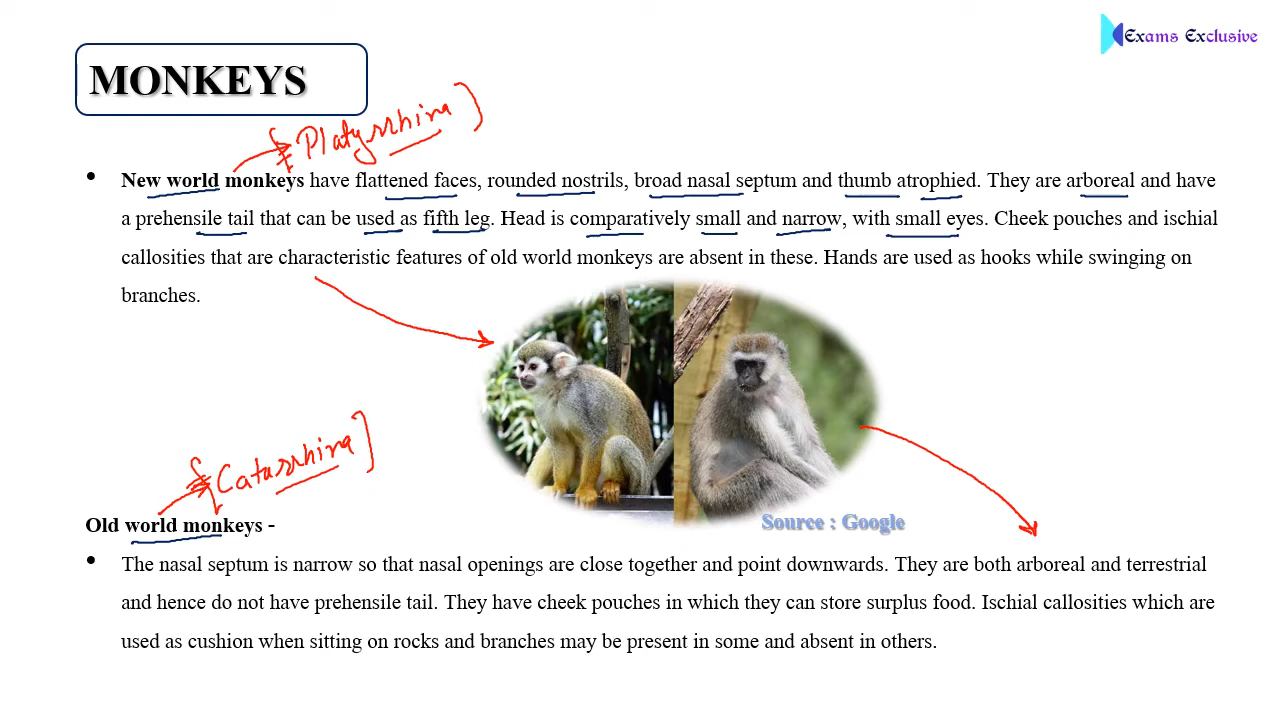 Exams Exclusive
MONKEYS
Platyrrhina
• New world monkeys have flattened faces, rounded nostrils, broad nasal septum and thumb atrophied. They are arboreal and have
a prehensile tail that can be used as fifth leg. Head is comparatively small and narrow, with small eyes. Cheek pouches and ischial
callosities that are characteristic features of old world monkeys are absent in these. Hands are used as hooks while swinging on
branches.
Catarrhina
Source : Google
Old world monkeys -
• The nasal septum is narrow so that nasal openings are close together and point downwards. They are both arboreal and terrestrial
and hence do not have prehensile tail. They have cheek pouches in which they can store surplus food. Ischial callosities which are
used as cushion when sitting on rocks and branches may be present in some and absent in others.